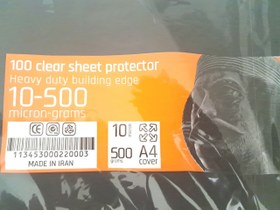 100 clear sheet protector
Heavy duty building edge
10-500
micron-grams
10
500
grams
A4
cover
113453000220003
MADE IN IRAN